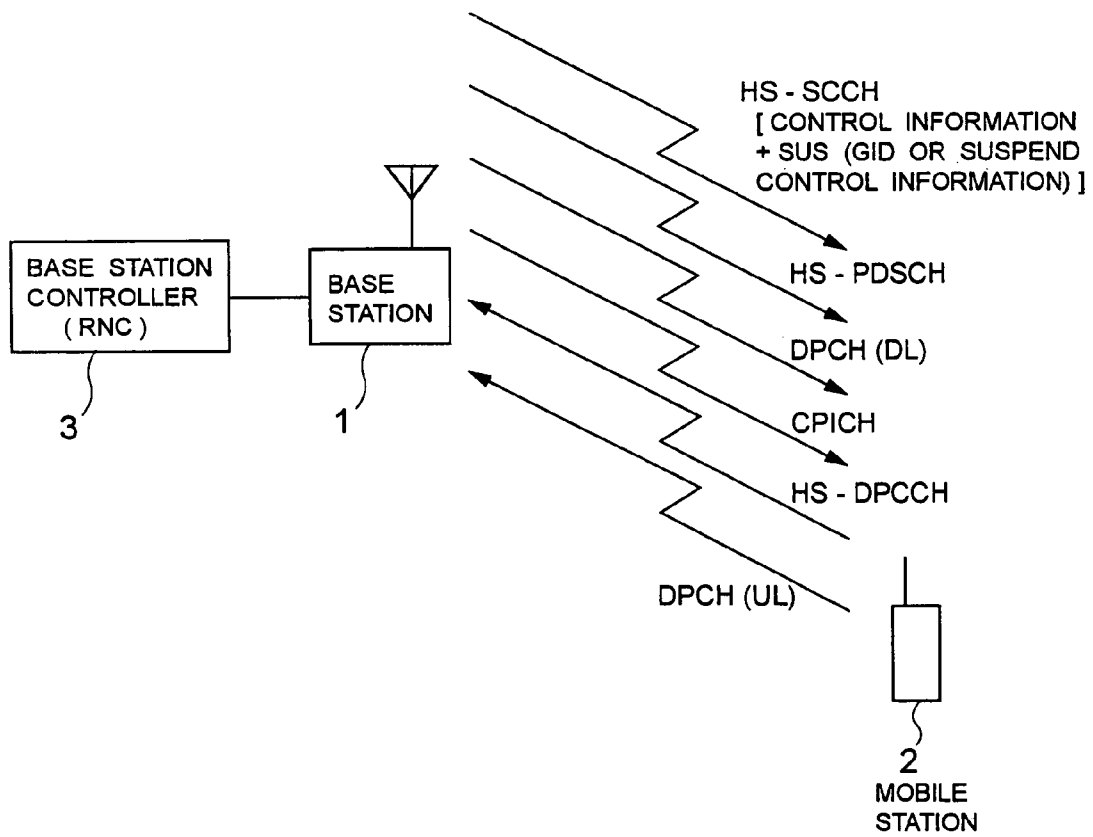 HS - SCCH
[ CONTROL INFORMATION
+ SUS (GID OR SUSPEND
CONTROL INFORMATION) ]
BASE STATION
CONTROLLER
( RNC )
3
BASE
STATION
1
HS - PDSCH
DPCH (DL)
CPICH
HS - DPCCH
DPCH (UL)
2
MOBILE
STATION